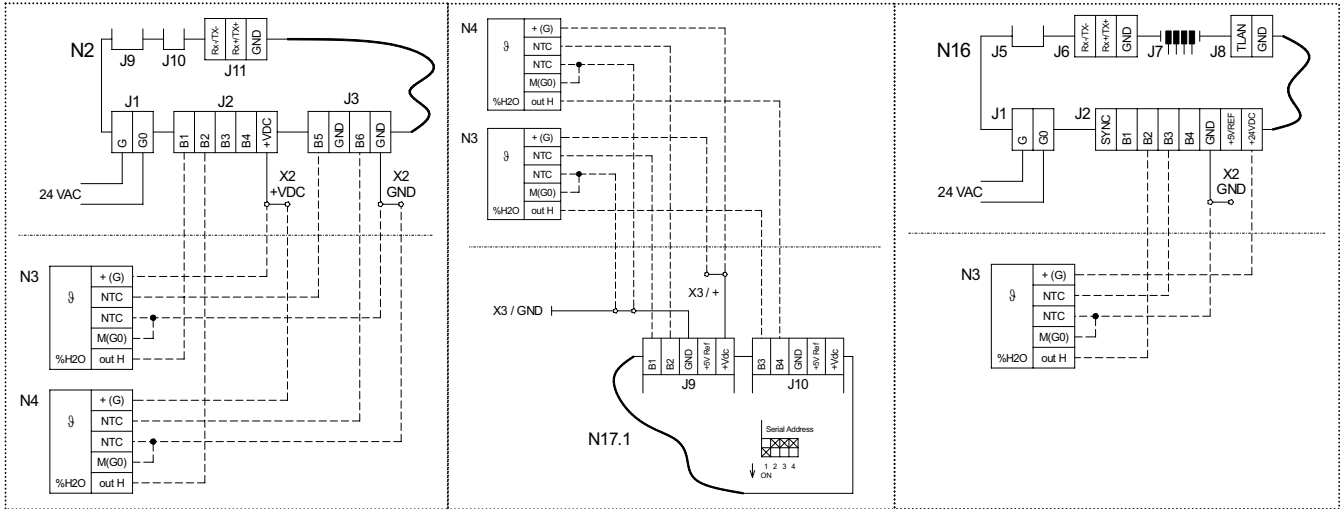 N2
J9 J10 J11
Rx-/TX-
Rx+/TX+
GND
J1 J2 J3
G
G0
B1
B2
B3
B4
+VDC
B5
GND
B6
GND
24 VAC
X2
+VDC
X2
GND
N3
ϑ
%H2O
+ (G)
NTC
NTC
M(G0)
out H
N4
ϑ
%H2O
+ (G)
NTC
NTC
M(G0)
out H
N4
ϑ
%H2O
+ (G)
NTC
NTC
M(G0)
out H
N3
ϑ
%H2O
+ (G)
NTC
NTC
M(G0)
out H
X3 / +
X3 / GND
B1
B2
GND
+5V Ref
+Vdc
J9
B3
B4
GND
+5V Ref
+Vdc
J10
N17.1
Serial Address
1 2 3 4
ON
N16
J5 J6 J7 J8
Rx-/TX-
Rx+/TX+
GND
TLAN
GND
J1 J2
G
G0
SYNC
B1
B2
B3
B4
GND
+5VREF
+24VDC
24 VAC
X2
GND
N3
ϑ
%H2O
+ (G)
NTC
NTC
M(G0)
out H